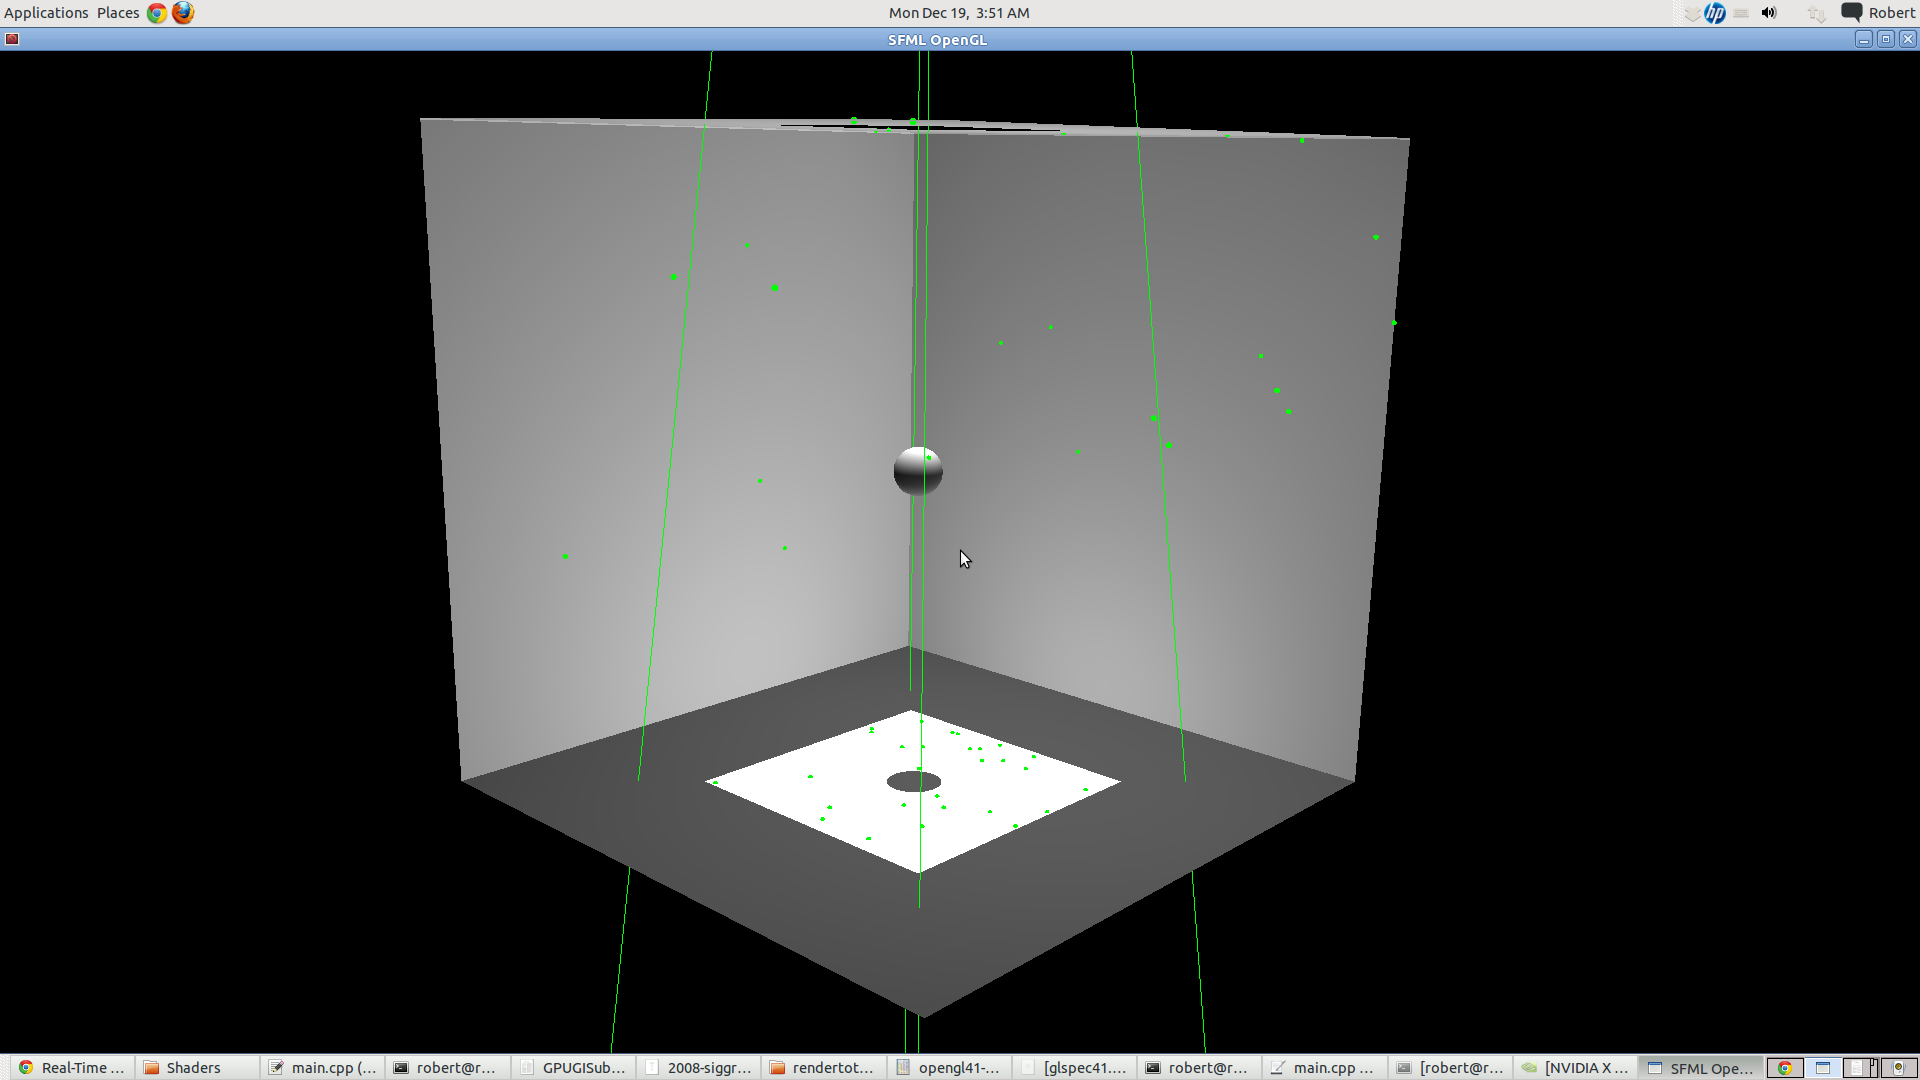 Applications Places Mon Dec 19, 3:51 AM hp Robert
SFML OpenGL
Real-Time ... Shaders main.cpp (... robert@r... GPUGISub... 2008-siggr... rendertot... opengl41-... [glspec41.... robert@r... main.cpp ... [robert@r... [NVIDIA X ... SFML Ope...